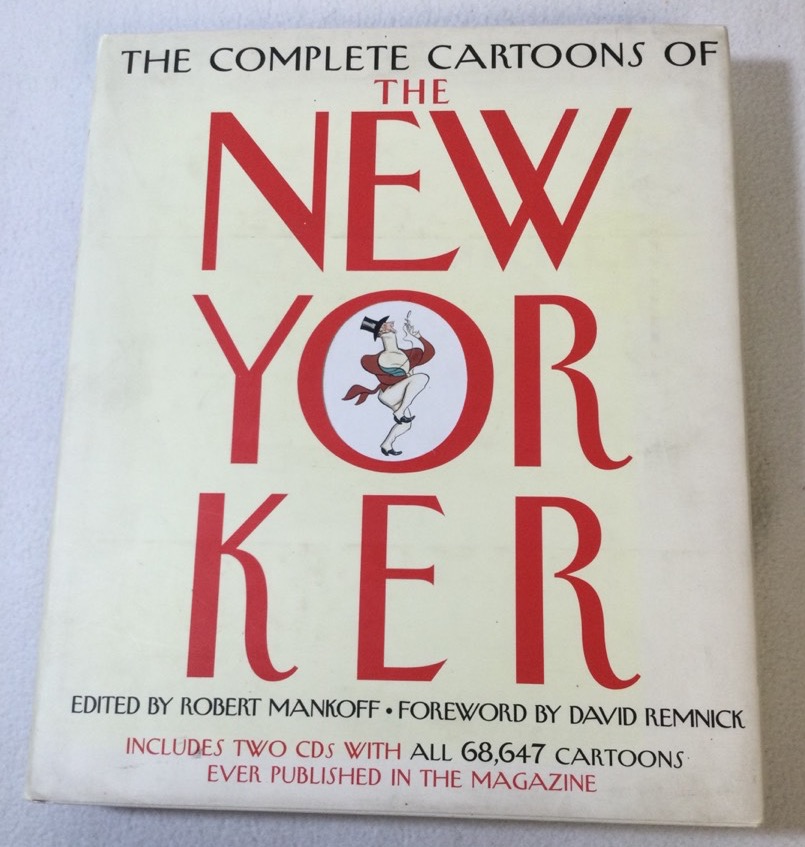 THE COMPLETE CARTOONS OF
THE
NEW
YOR
KER
EDITED BY ROBERT MANKOFF • FOREWORD BY DAVID REMNICK
INCLUDES TWO CDs WITH ALL 68,647 CARTOONS
EVER PUBLISHED IN THE MAGAZINE